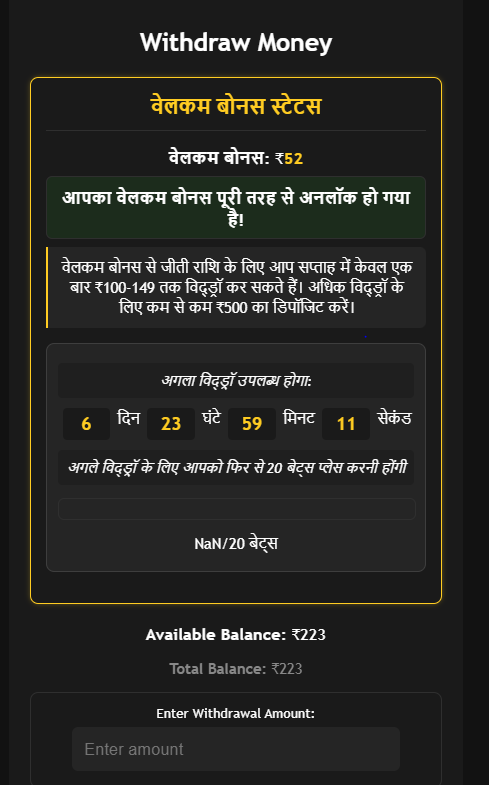 Withdraw Money
वेलकम बोनस स्टेटस
वेलकम बोनस: ₹52
आपका वेलकम बोनस पूरी तरह से अनलॉक हो गया
है!
वेलकम बोनस से जीती राशि के लिए आप सप्ताह में केवल एक
बार ₹100-149 तक विद्ड्रॉ कर सकते हैं। अधिक विद्ड्रॉ के
लिए कम से कम ₹500 का डिपॉजिट करें।
अगला विद्ड्रॉ उपलब्ध होगा:
6 दिन 23 घंटे 59 मिनट 11 सेकंड
अगले विद्ड्रॉ के लिए आपको फिर से 20 बेट्स प्लेस करनी होंगी
NaN/20 बेट्स
Available Balance: ₹223
Total Balance: ₹223
Enter Withdrawal Amount:
Enter amount